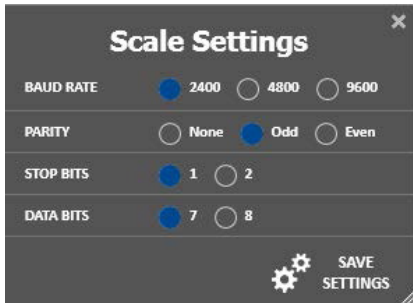 Scale Settings
BAUD RATE 2400 4800 9600
PARITY None Odd Even
STOP BITS 1 2
DATA BITS 7 8
SAVE
SETTINGS